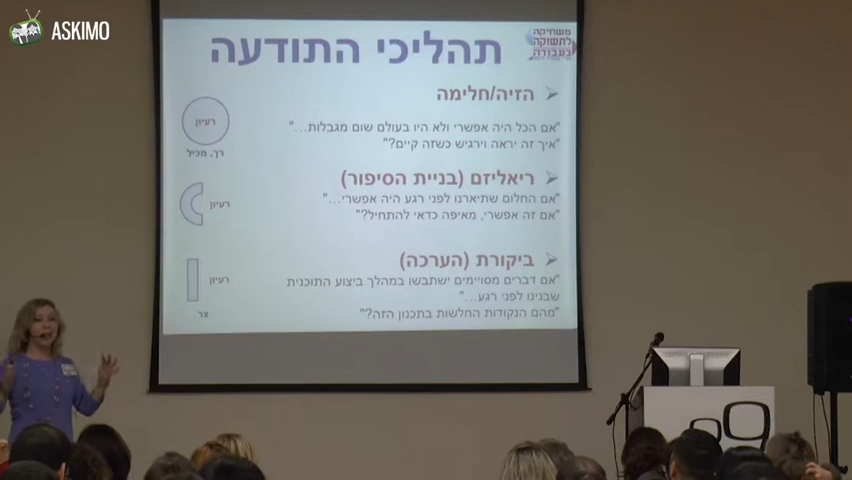 ASKIMO
תהליכי התודעה
משחיקה
לתשוקה
בעבודה
הזיה/חלימה
"אם הכל היה אפשרי ולא היו בעולם שום מגבלות..."
"איך זה יראה וירגיש כשזה קיים?"
רעיון
רך, מכיל
ריאליזם (בניית הסיפור)
"אם החלום שתיארנו לפני רגע היה אפשרי..."
"אם זה אפשרי, מאיפה כדאי להתחיל?"
רעיון
ביקורת (הערכה)
"אם דברים מסויימים ישתבשו במהלך ביצוע התוכנית
שבנינו לפני רגע..."
"מהם הנקודות החלשות בתכנון הזה?"
רעיון
צר